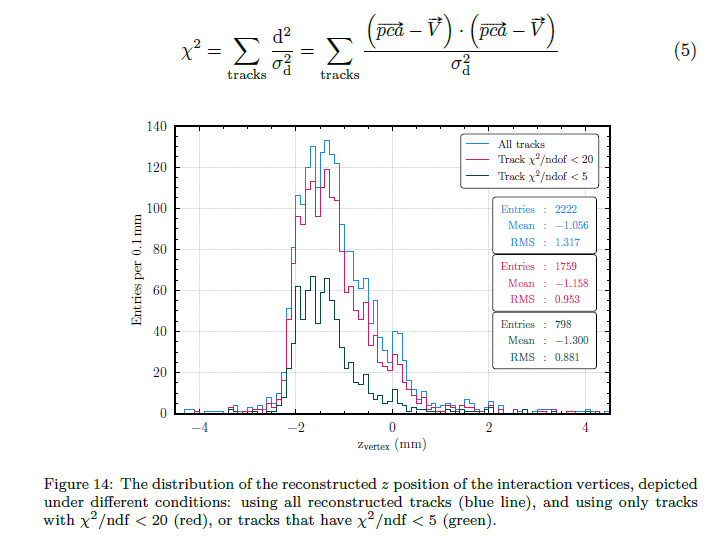 χ² = ∑ tracks d²/σ_d² = ∑ tracks (p⃗c⃗a⃗ − V⃗) · (p⃗c⃗a⃗ − V⃗)/σ_d² (5)
140
120
100
80
60
40
20
0
Entries per 0.1 mm
All tracks
Track χ²/ndof < 20
Track χ²/ndof < 5
Entries : 2222
Mean : −1.056
RMS : 1.317
Entries : 1759
Mean : −1.158
RMS : 0.953
Entries : 798
Mean : −1.300
RMS : 0.881
−4 −2 0 2 4
z_vertex (mm)
Figure 14: The distribution of the reconstructed z position of the interaction vertices, depicted
under different conditions: using all reconstructed tracks (blue line), and using only tracks
with χ²/ndf < 20 (red), or tracks that have χ²/ndf < 5 (green).